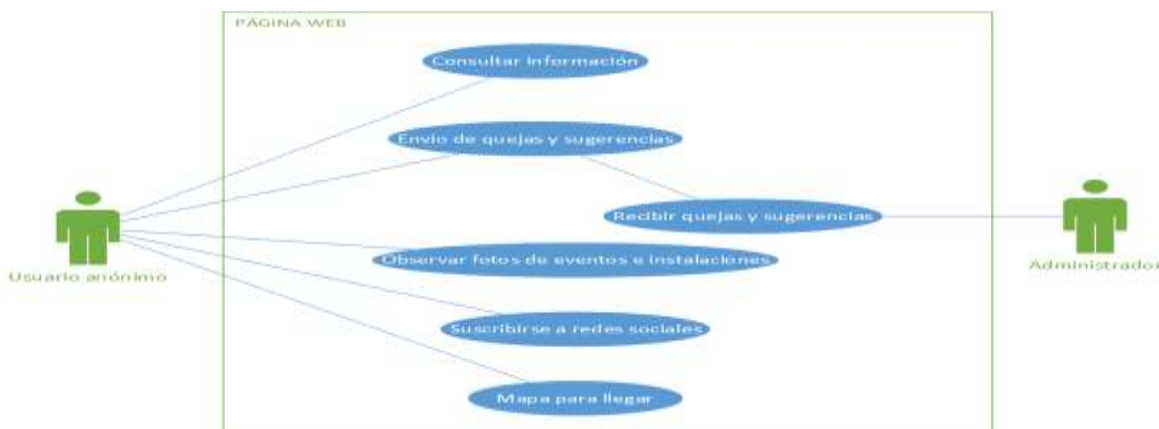 PÁGINA WEB
Consultar información
Envio de quejas y sugerencias
Recibir quejas y sugerencias
Usuario anónimo
Observar fotos de eventos e instalaciones
Administrador
Suscribirse a redes sociales
Mapa para llegar